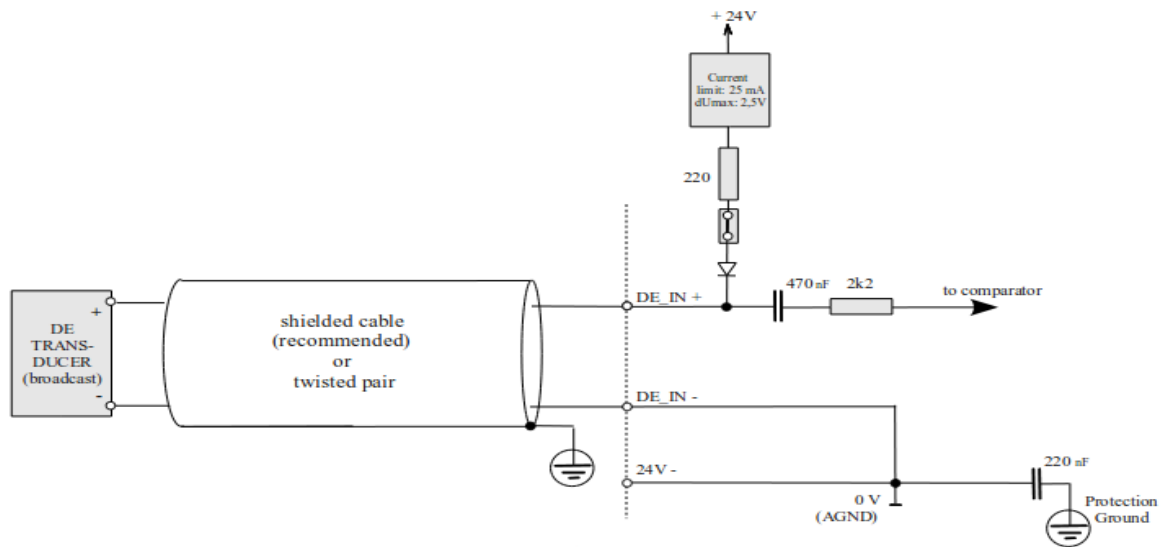 + 24V
Current
limit: 25 mA
dUmax: 2,5V
220
DE_IN +
470 nF
2k2
to comparator
+
DE
TRANS-
DUCER
(broadcast)
-
shielded cable
(recommended)
or
twisted pair
DE_IN -
24V -
0 V
(AGND)
220 nF
Protection
Ground